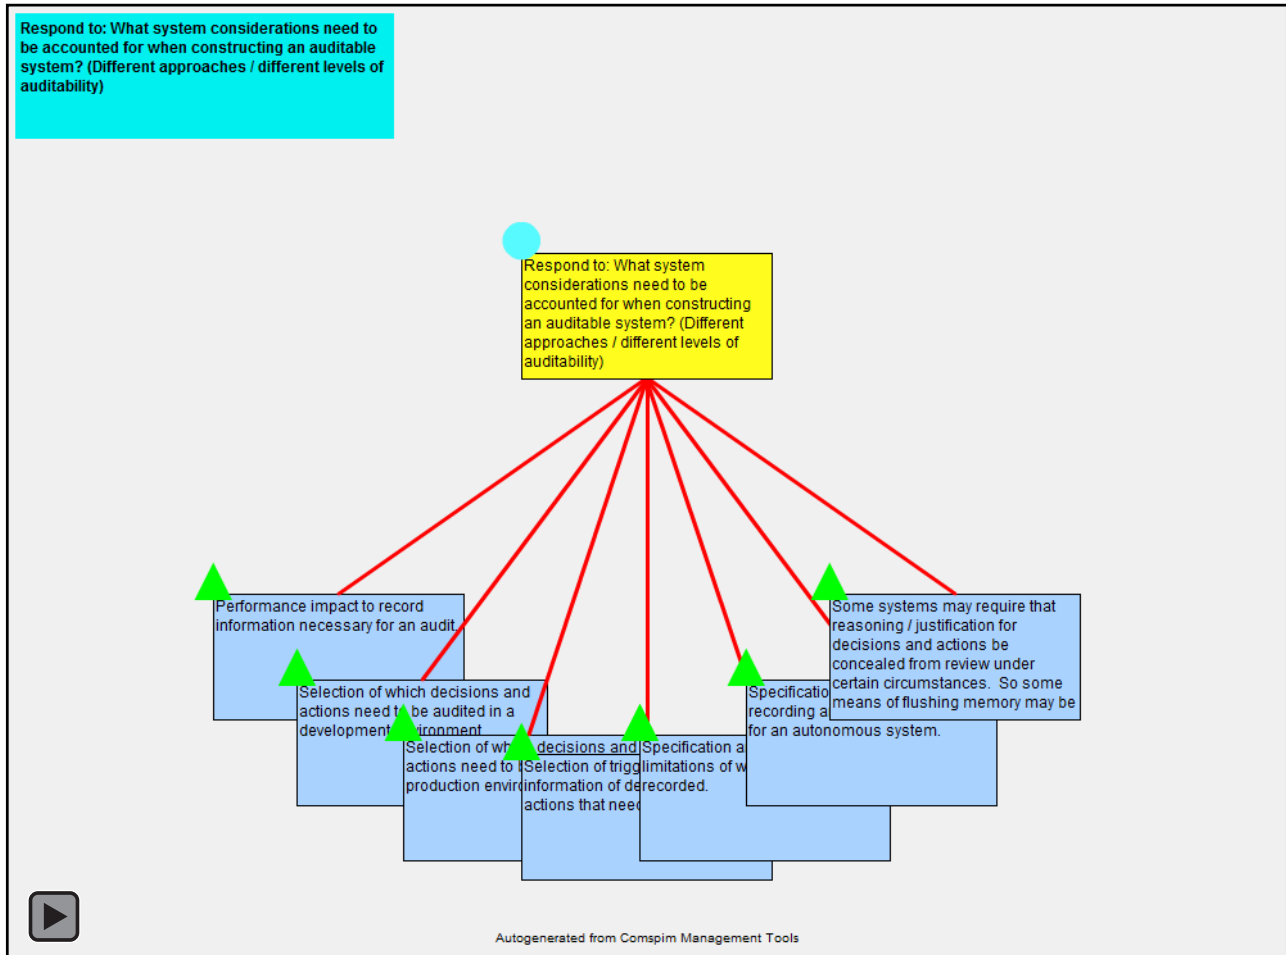 Respond to: What system considerations need to
be accounted for when constructing an auditable
system? (Different approaches / different levels of
auditability)
Respond to: What system
considerations need to be
accounted for when constructing
an auditable system? (Different
approaches / different levels of
auditability)
Performance impact to record
information necessary for an audit.
Selection of which decisions and
actions need to be audited in a
development environment
Selection of decisions and
actions need to
production
Selection of
information of
actions that need
Specification
limitations of
recorded.
Specification
recording
for an autonomous system.
Some systems may require that
reasoning / justification for
decisions and actions be
concealed from review under
certain circumstances. So some
means of flushing memory may be
Autogenerated from Comspim Management Tools